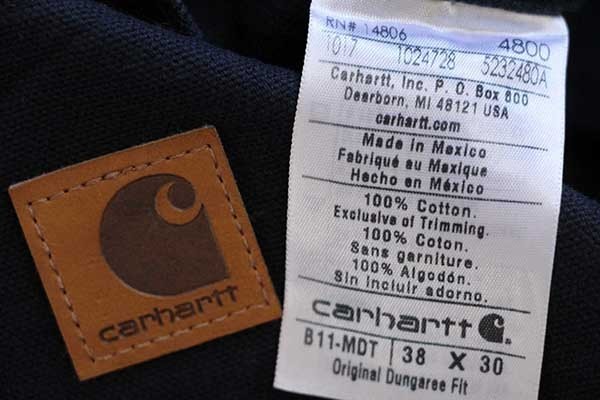 carhartt
RN# 14806 4800
1017 1024728 5232480A
Carhartt, Inc. P. O. Box 600
Dearborn, MI 48121 USA
carhartt.com
Made in Mexico
Fabriqué au Mexique
Hecho en México
100% Cotton.
Exclusive of Trimming.
100% Coton.
Sans garniture.
100% Algodón.
Sin incluir adorno.
carhartt
B11-MDT 38 X 30
Original Dungaree Fit